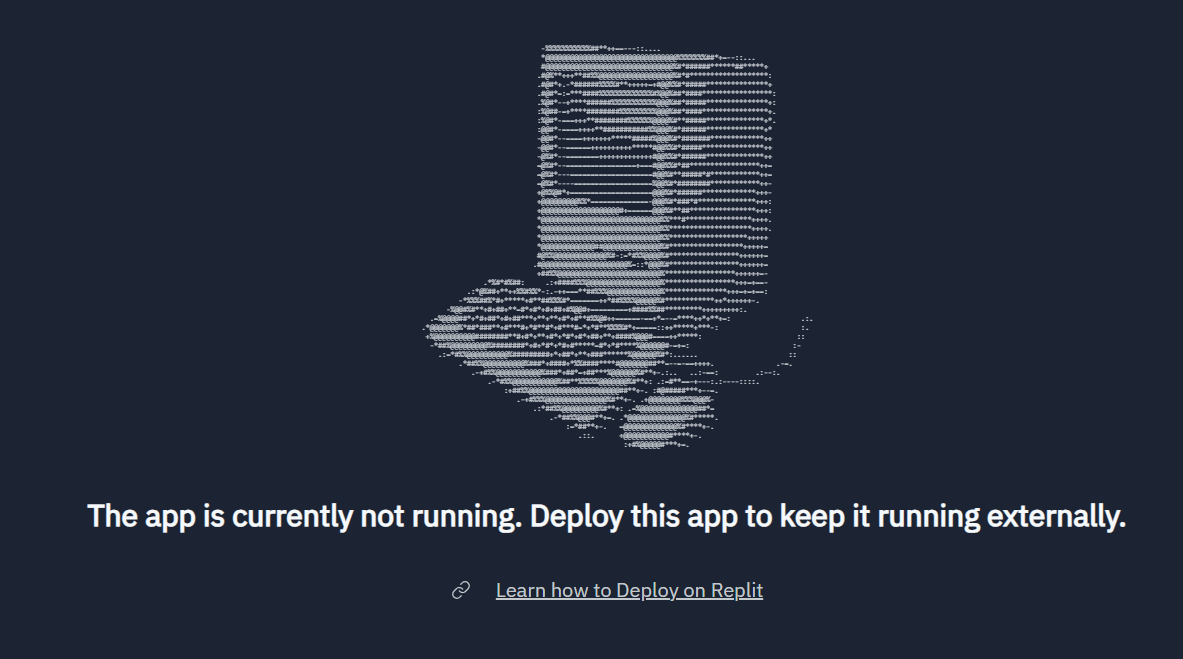 The app is currently not running. Deploy this app to keep it running externally.
Learn how to Deploy on Replit